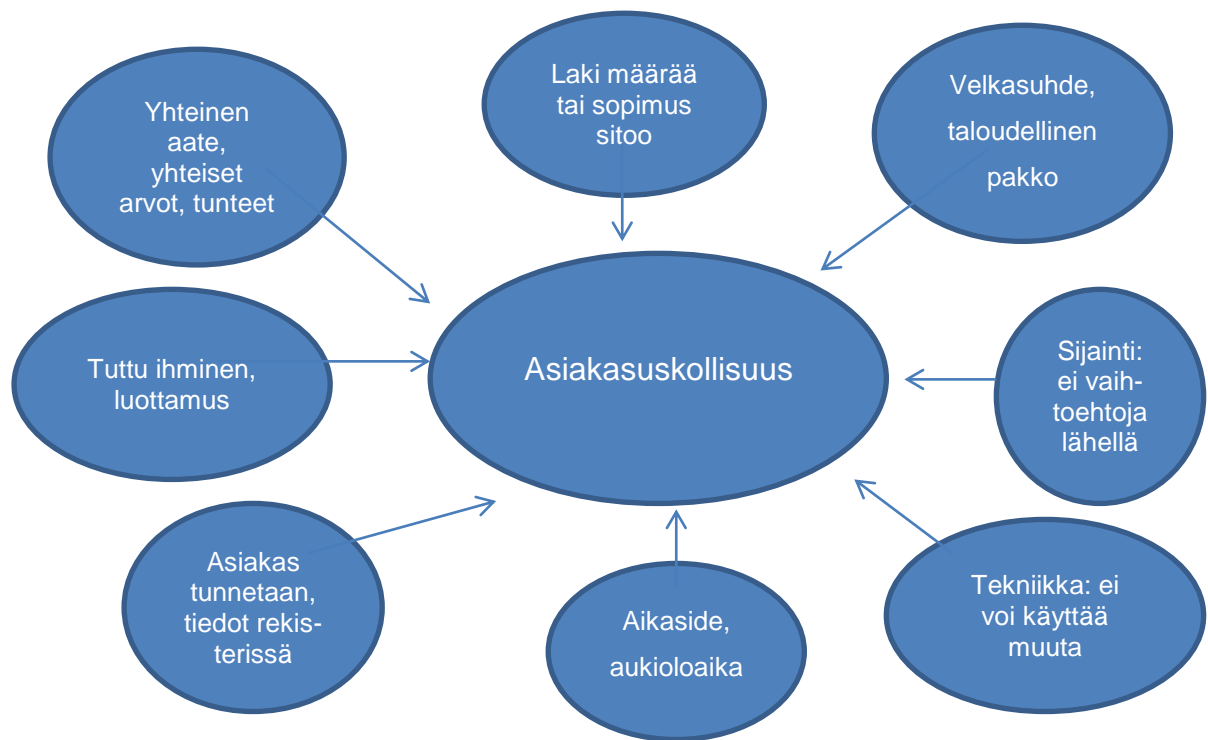 Yhteinen
aate,
yhteiset
arvot, tunteet
Laki määrää
tai sopimus
sitoo
Velkasuhde,
taloudellinen
pakko
Tuttu ihminen,
luottamus
Asiakasuskollisuus
Sijainti:
ei vaih-
toehtoja
lähellä
Asiakas
tunnetaan,
tiedot rekis-
terissä
Aikaside,
aukioloaika
Tekniikka: ei
voi käyttää
muuta